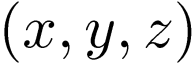 (x, y, z)